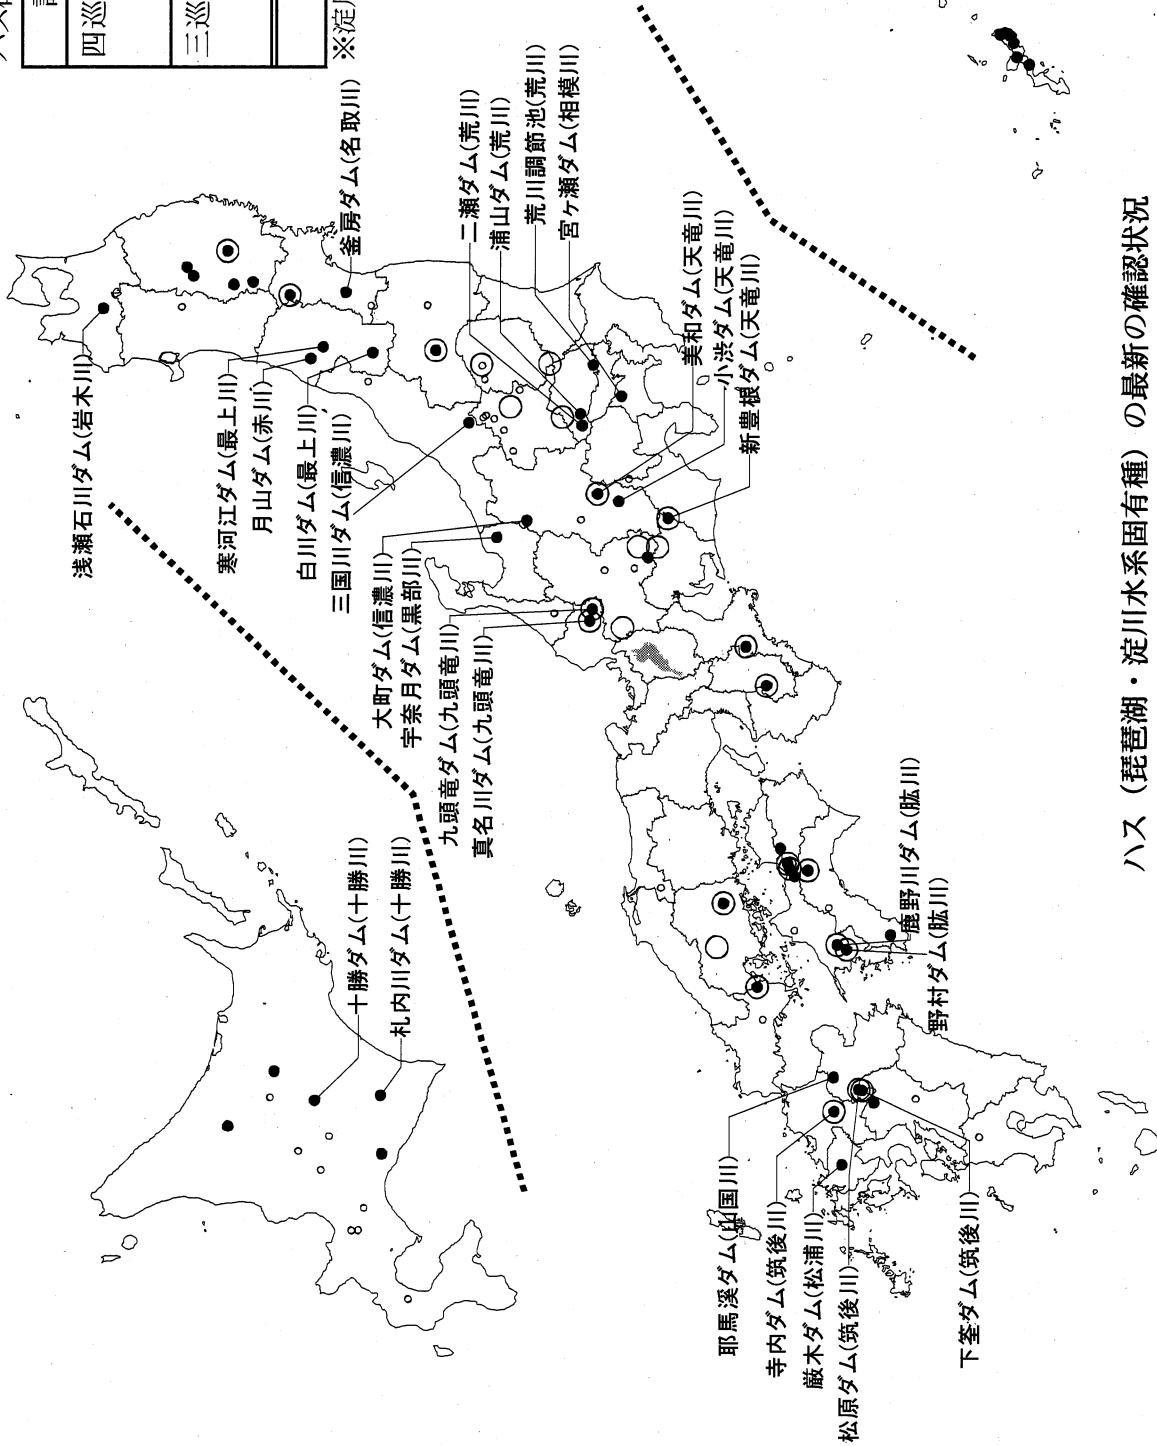 浅瀬石川ダム(岩木川)
寒河江ダム(最上川)
月山ダム(赤川)
白川ダム(最上川)
三国川ダム(信濃川)
大町ダム(信濃川)
宇奈月ダム(黒部川)
九頭竜ダム(九頭竜川)
真名川ダム(九頭竜川)
十勝ダム(十勝川)
札内川ダム(十勝川)
釜房ダム(名取川)
二瀬ダム(荒川)
浦山ダム(荒川)
荒川調節池(荒川)
宮ヶ瀬ダム(相模川)
美和ダム(天竜川)
小渋ダム(天竜川)
新豊根ダム(天竜川)
鹿野川ダム(肱川)
野村ダム(肱川)
耶馬溪ダム(山国川)
寺内ダム(筑後川)
厳木ダム(松浦川)
松原ダム(筑後川)
下筌ダム(筑後川)
四巡
三巡
※淀
ハス (琵琶湖・淀川水系固有種) の最新の確認状況